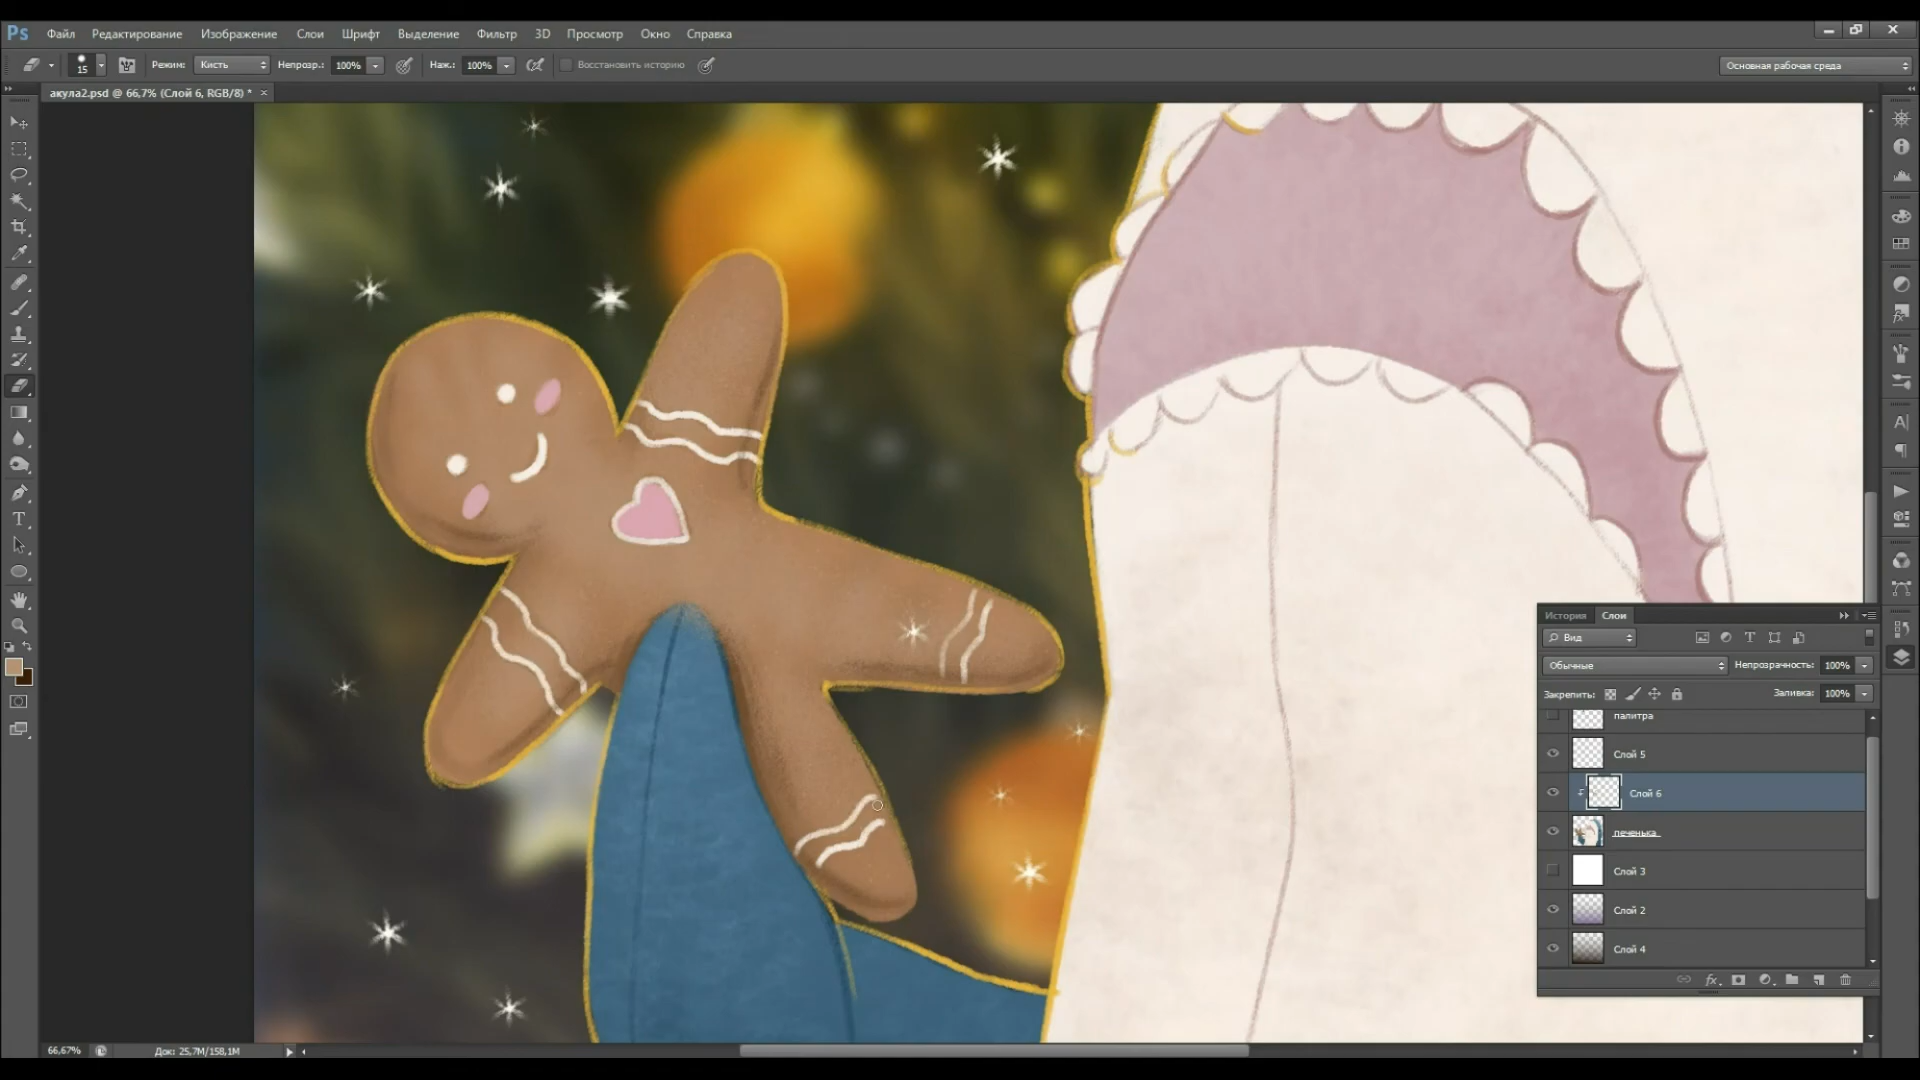 Ps Файл Редактирование Изображение Слои Шрифт Выделение Фильтр 3D Просмотр Окно Справка
15 Режим: Кисть Непрозр.: 100% Наж.: 100% Восстановить историю Основная рабочая среда
акула2.psd @ 66,7% (Слой 6, RGB/8) * ×
История Слои
Вид
Обычные Непрозрачность: 100%
Закрепить: Заливка: 100%
палитра
Слой 5
Слой 6
печенька
Слой 3
Слой 2
Слой 4
66,67% Док: 25,7M/158,1M